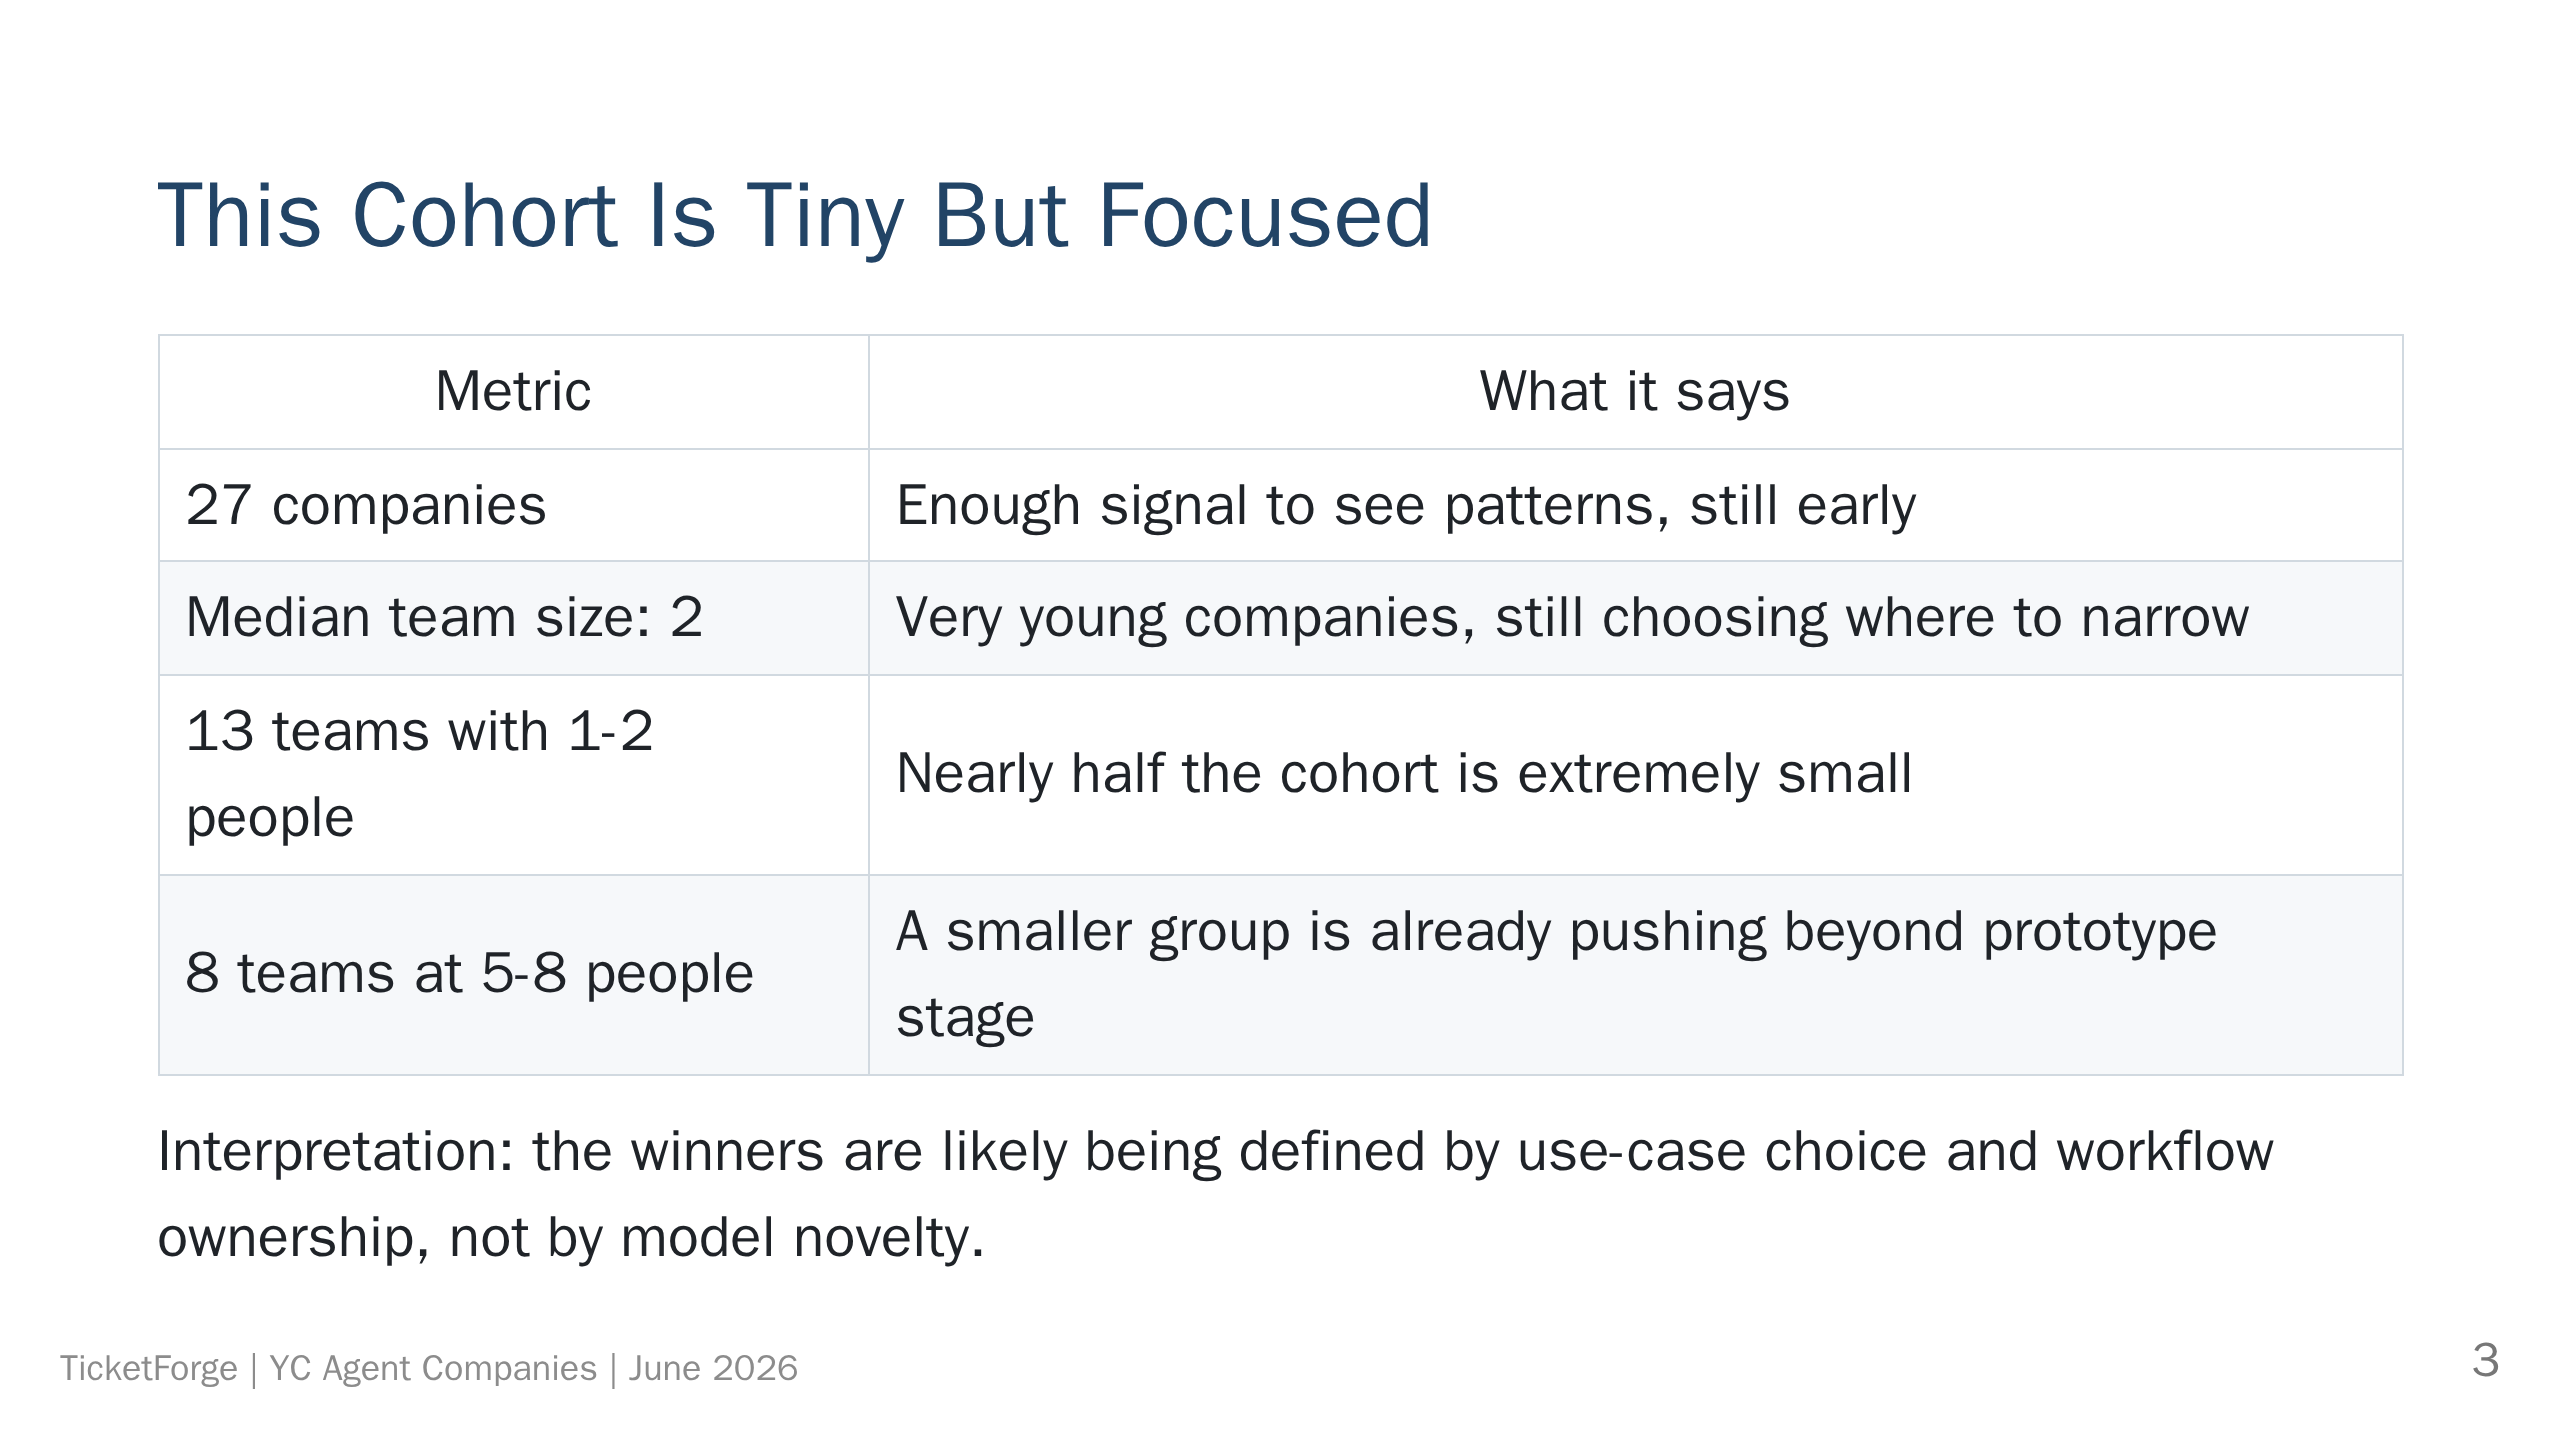 This Cohort Is Tiny But Focused
Metric
What it says
27 companies
Enough signal to see patterns, still early
Median team size: 2
Very young companies, still choosing where to narrow
13 teams with 1-2
people
Nearly half the cohort is extremely small
8 teams at 5-8 people
A smaller group is already pushing beyond prototype
stage
Interpretation: the winners are likely being defined by use-case choice and workflow
ownership, not by model novelty.
TicketForge | YC Agent Companies | June 2026
3